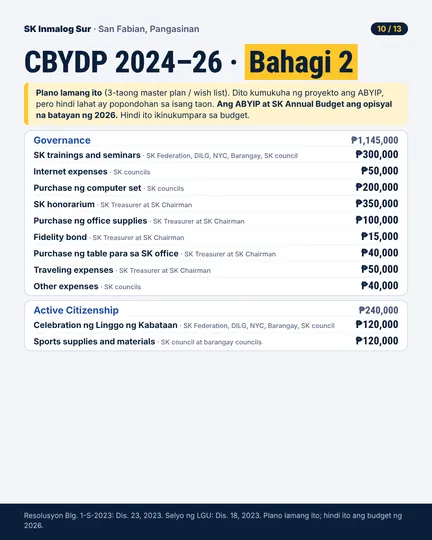 SK Inmalog Sur · San Fabian, Pangasinan
10 / 13
CBYDP 2024–26 · Bahagi 2
Plano lamang ito (3-taong master plan / wish list). Dito kumukuha ng proyekto ang ABYIP,
pero hindi lahat ay popondohan sa isang taon. Ang ABYIP at SK Annual Budget ang opisyal
na batayan ng 2026. Hindi ito ikinukumpara sa budget.
Governance ₱1,145,000
SK trainings and seminars · SK Federation, DILG, NYC, Barangay, SK council ₱300,000
Internet expenses · SK councils ₱50,000
Purchase ng computer set · SK councils ₱200,000
SK honorarium · SK Treasurer at SK Chairman ₱350,000
Purchase ng office supplies · SK Treasurer at SK Chairman ₱100,000
Fidelity bond · SK Treasurer at SK Chairman ₱15,000
Purchase ng table para sa SK office · SK Treasurer at SK Chairman ₱40,000
Traveling expenses · SK Treasurer at SK Chairman ₱50,000
Other expenses · SK councils ₱40,000
Active Citizenship ₱240,000
Celebration ng Linggo ng Kabataan · SK Federation, DILG, NYC, Barangay, SK council ₱120,000
Sports supplies and materials · SK council at barangay councils ₱120,000
Resolusyon Blg. 1-S-2023: Dis. 23, 2023. Selyo ng LGU: Dis. 18, 2023. Plano lamang ito; hindi ito ang budget ng
2026.